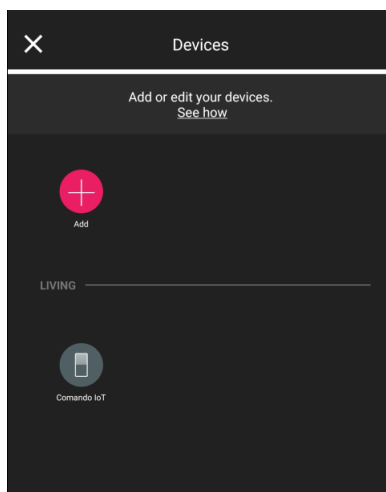 Devices
Add or edit your devices.
See how
Add
LIVING
Comando IoT